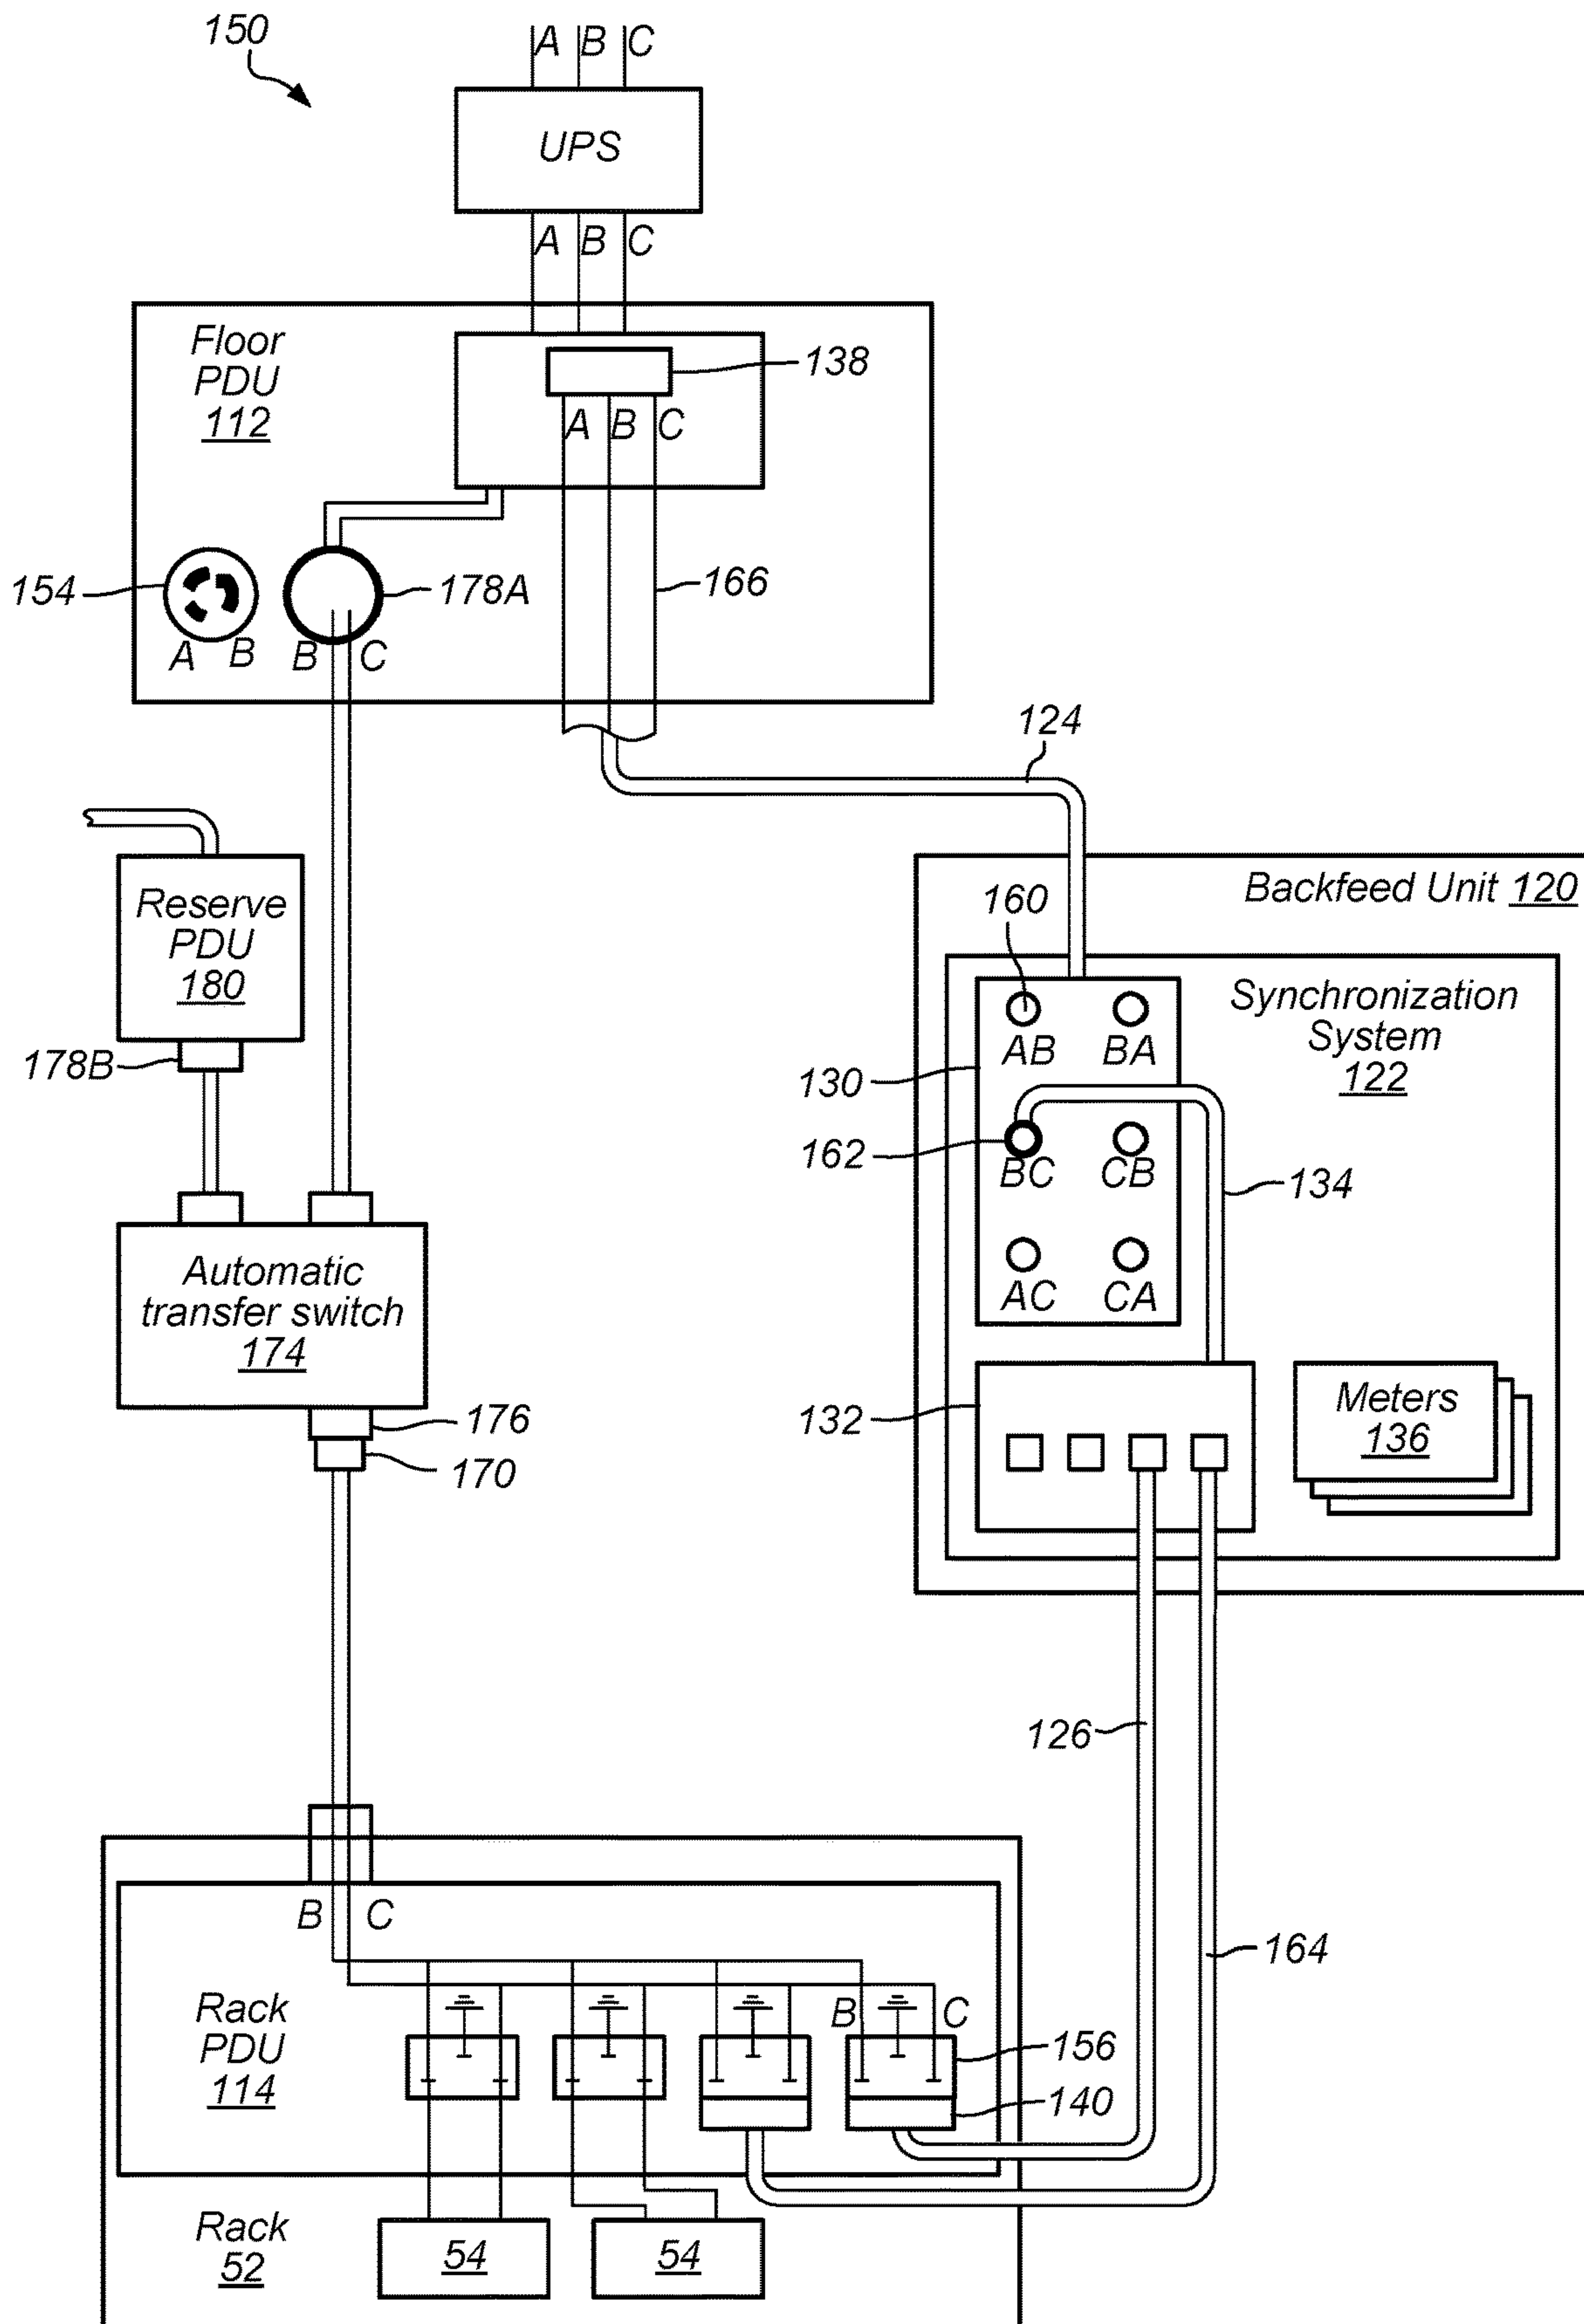 150
A B C
UPS
A B C
Floor
PDU
112
138
A B C
154
178A
166
A B
B C
124
Backfeed Unit 120
160
Reserve
PDU
180
Synchronization
System
122
AB BA
178B
130
162
BC CB
134
Automatic
transfer switch
174
AC CA
176
170
132
Meters
136
126
B C
164
Rack
PDU
114
B C
156
140
Rack
52
54
54